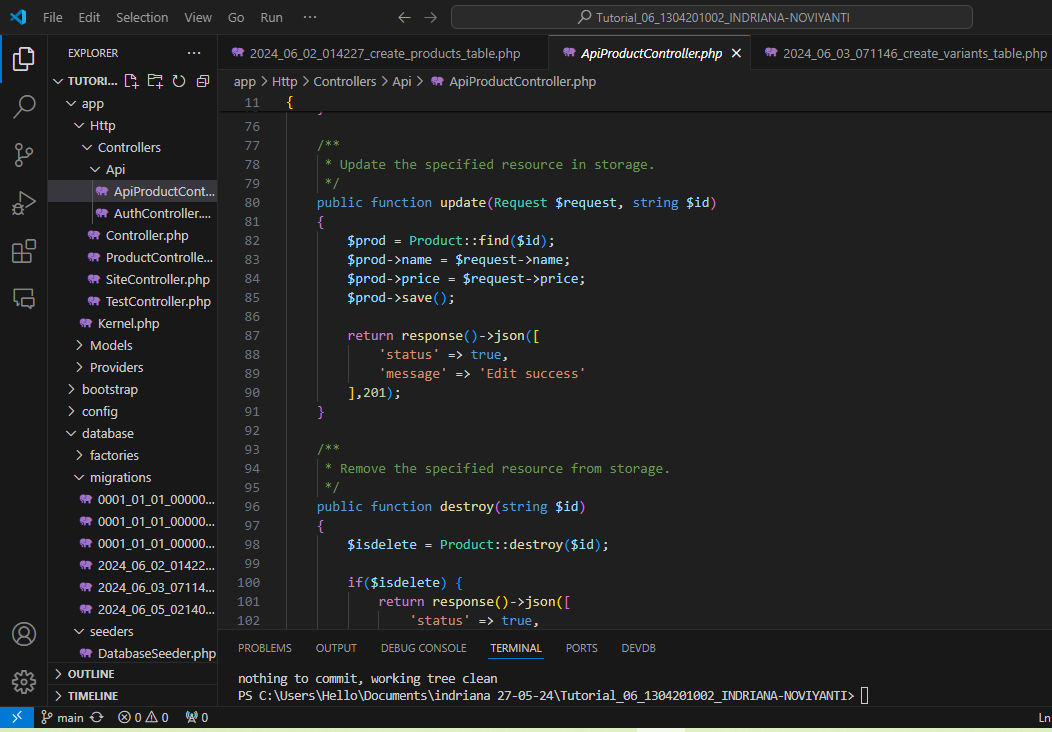 File Edit Selection View Go Run ··· Tutorial_06_1304201002_INDRIANA-NOVIYANTI
EXPLORER ···
TUTORI...
app
Http
Controllers
Api
ApiProductCont...
AuthController....
Controller.php
ProductControlle...
SiteController.php
TestController.php
Kernel.php
Models
Providers
bootstrap
config
database
factories
migrations
0001_01_01_00000...
0001_01_01_00000...
0001_01_01_00000...
2024_06_02_01422...
2024_06_03_07114...
2024_06_05_02140...
seeders
DatabaseSeeder.php
OUTLINE
TIMELINE
2024_06_02_014227_create_products_table.php ApiProductController.php 2024_06_03_071146_create_variants_table.php
app > Http > Controllers > Api > ApiProductController.php
11 {
76
77 /**
78 * Update the specified resource in storage.
79 */
80 public function update(Request $request, string $id)
81 {
82 $prod = Product::find($id);
83 $prod->name = $request->name;
84 $prod->price = $request->price;
85 $prod->save();
86
87 return response()->json([
88 'status' => true,
89 'message' => 'Edit success'
90 ],201);
91 }
92
93 /**
94 * Remove the specified resource from storage.
95 */
96 public function destroy(string $id)
97 {
98 $isdelete = Product::destroy($id);
99
100 if($isdelete) {
101 return response()->json([
102 'status' => true,
PROBLEMS OUTPUT DEBUG CONSOLE TERMINAL PORTS DEVDB
nothing to commit, working tree clean
PS C:\Users\Hello\Documents\indriana 27-05-24\Tutorial_06_1304201002_INDRIANA-NOVIYANTI>
main 0 0 0 Ln